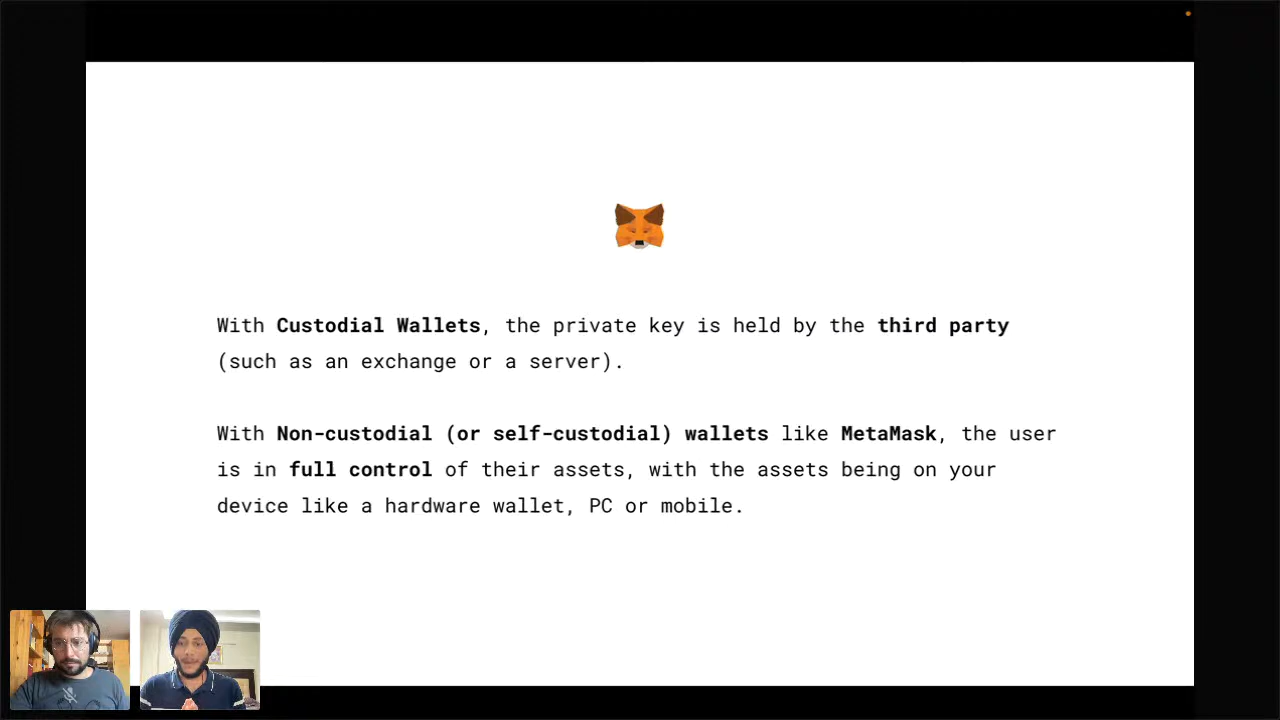 With Custodial Wallets, the private key is held by the third party
(such as an exchange or a server).
With Non-custodial (or self-custodial) wallets like MetaMask, the user
is in full control of their assets, with the assets being on your
device like a hardware wallet, PC or mobile.